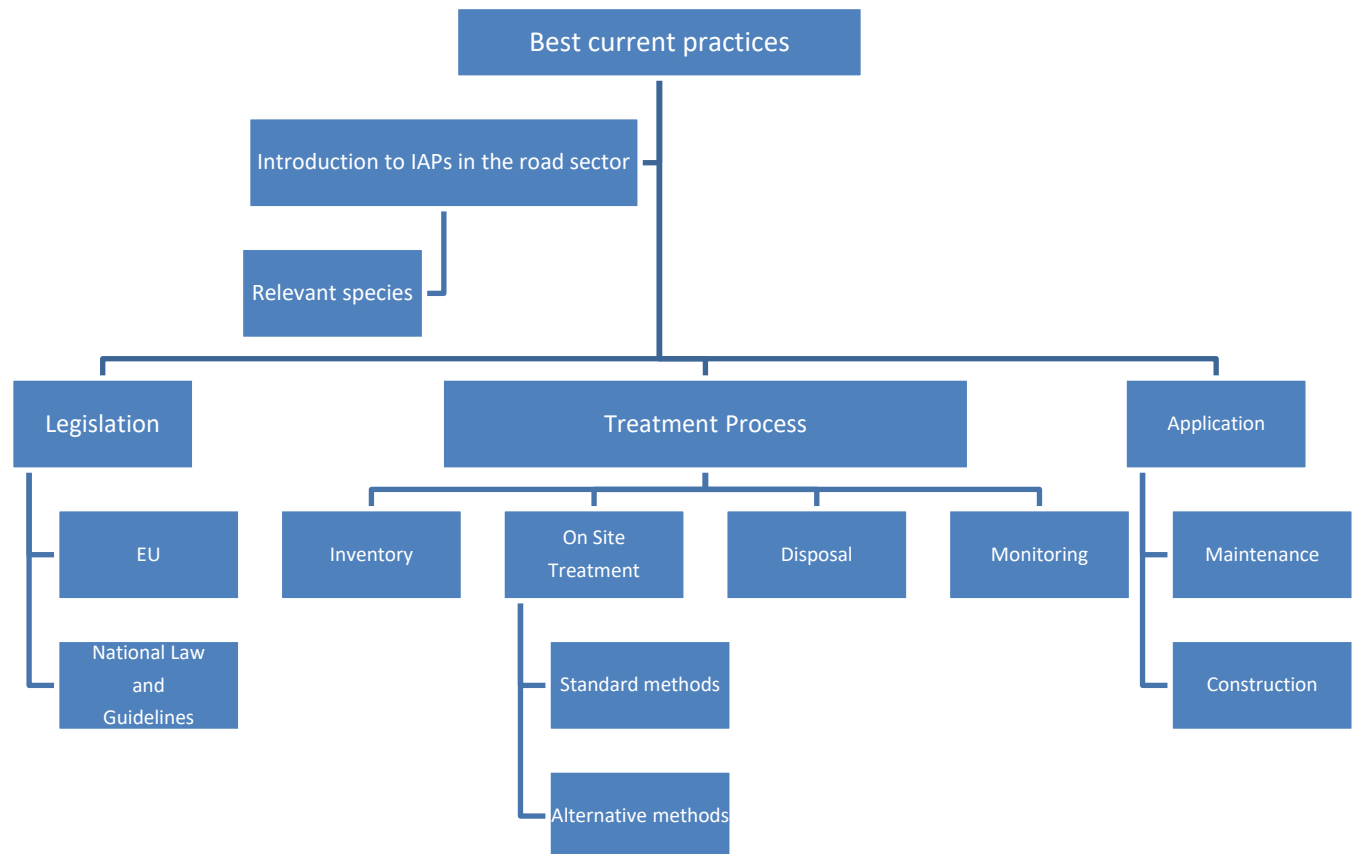 Best current practices
Introduction to IAPs in the road sector
Relevant species
Legislation
Treatment Process
Application
EU
Inventory
On Site
Treatment
Disposal
Monitoring
Maintenance
National Law
and
Guidelines
Standard methods
Construction
Alternative methods